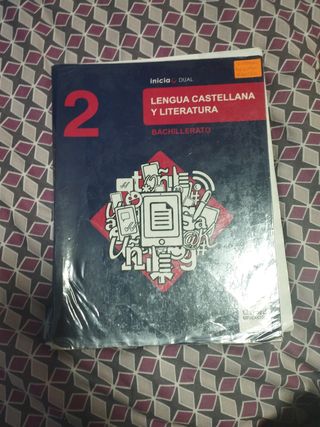 inicia DUAL
2
LENGUA CASTELLANA
Y LITERATURA
BACHILLERATO